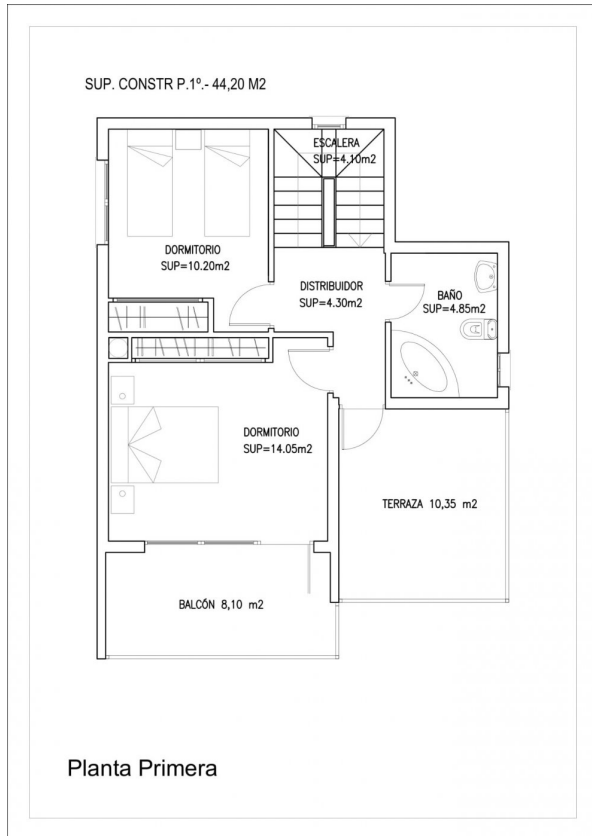 SUP. CONSTR P.1º.- 44,20 M2
ESCALERA
SUP=4.10m2
DORMITORIO
SUP=10.20m2
DISTRIBUIDOR
SUP=4.30m2
BAÑO
SUP=4.85m2
DORMITORIO
SUP=14.05m2
TERRAZA 10,35 m2
BALCÓN 8,10 m2
Planta Primera